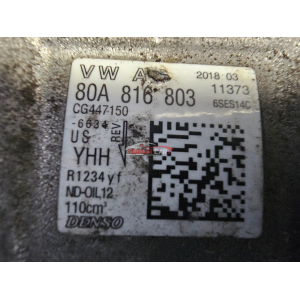 VW AG 2018 03
80A 816 803 11373
CG447150 6SES14C
-6634
US REV.
YHH
R1234yf
ND-OIL12
110cm³
DENSO